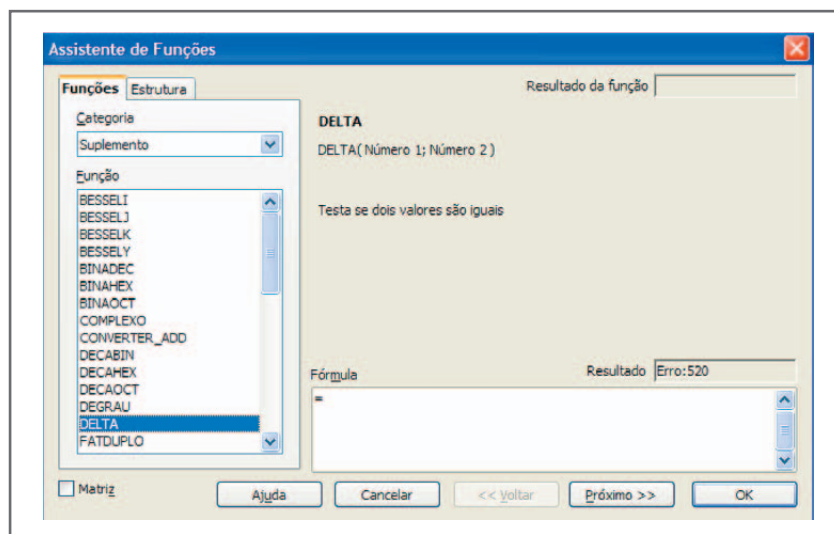 Assistente de Funções
Funções Estrutura
Resultado da função
Categoria
Suplemento
Função
BESSELI
BESSELJ
BESSELK
BESSELY
BINADEC
BINAHEX
BINAOCT
COMPLEXO
CONVERTER_ADD
DECABIN
DECAHEX
DECAOCT
DEGRAU
DELTA
FATDUPLO
DELTA
DELTA( Número 1; Número 2 )
Testa se dois valores são iguais
Fórmula
Resultado Erro:520
=
Matriz
Ajuda Cancelar << Voltar Próximo >> OK